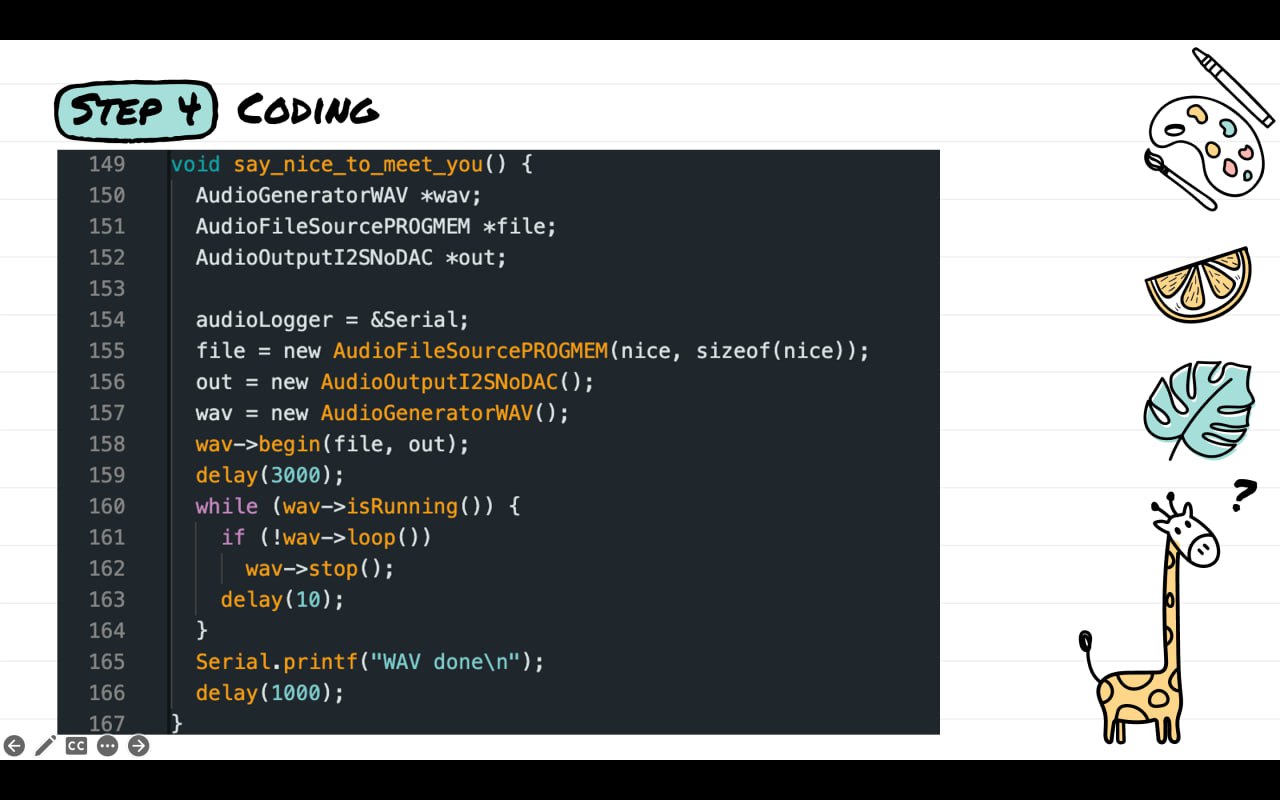 STEP 4 CODING
149 void say_nice_to_meet_you() {
150 AudioGeneratorWAV *wav;
151 AudioFileSourcePROGMEM *file;
152 AudioOutputI2SNoDAC *out;
153
154 audioLogger = &Serial;
155 file = new AudioFileSourcePROGMEM(nice, sizeof(nice));
156 out = new AudioOutputI2SNoDAC();
157 wav = new AudioGeneratorWAV();
158 wav->begin(file, out);
159 delay(3000);
160 while (wav->isRunning()) {
161 if (!wav->loop())
162 wav->stop();
163 delay(10);
164 }
165 Serial.printf("WAV done\n");
166 delay(1000);
167 }
?
CC